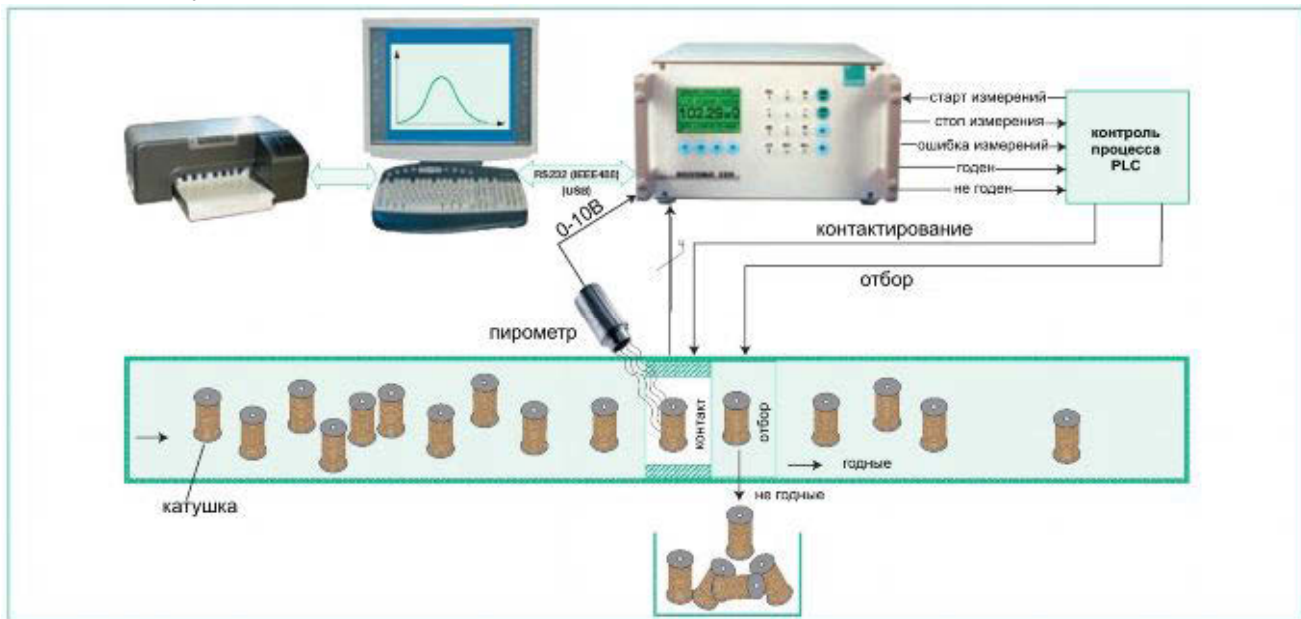 102.29
старт измерений
стоп измерения
ошибка измерений
годен
не годен
контроль
процесса
PLC
RS232 (IEEE488)
(USB)
0-10В
4
контактирование
отбор
пирометр
контакт
отбор
годные
не годные
катушка